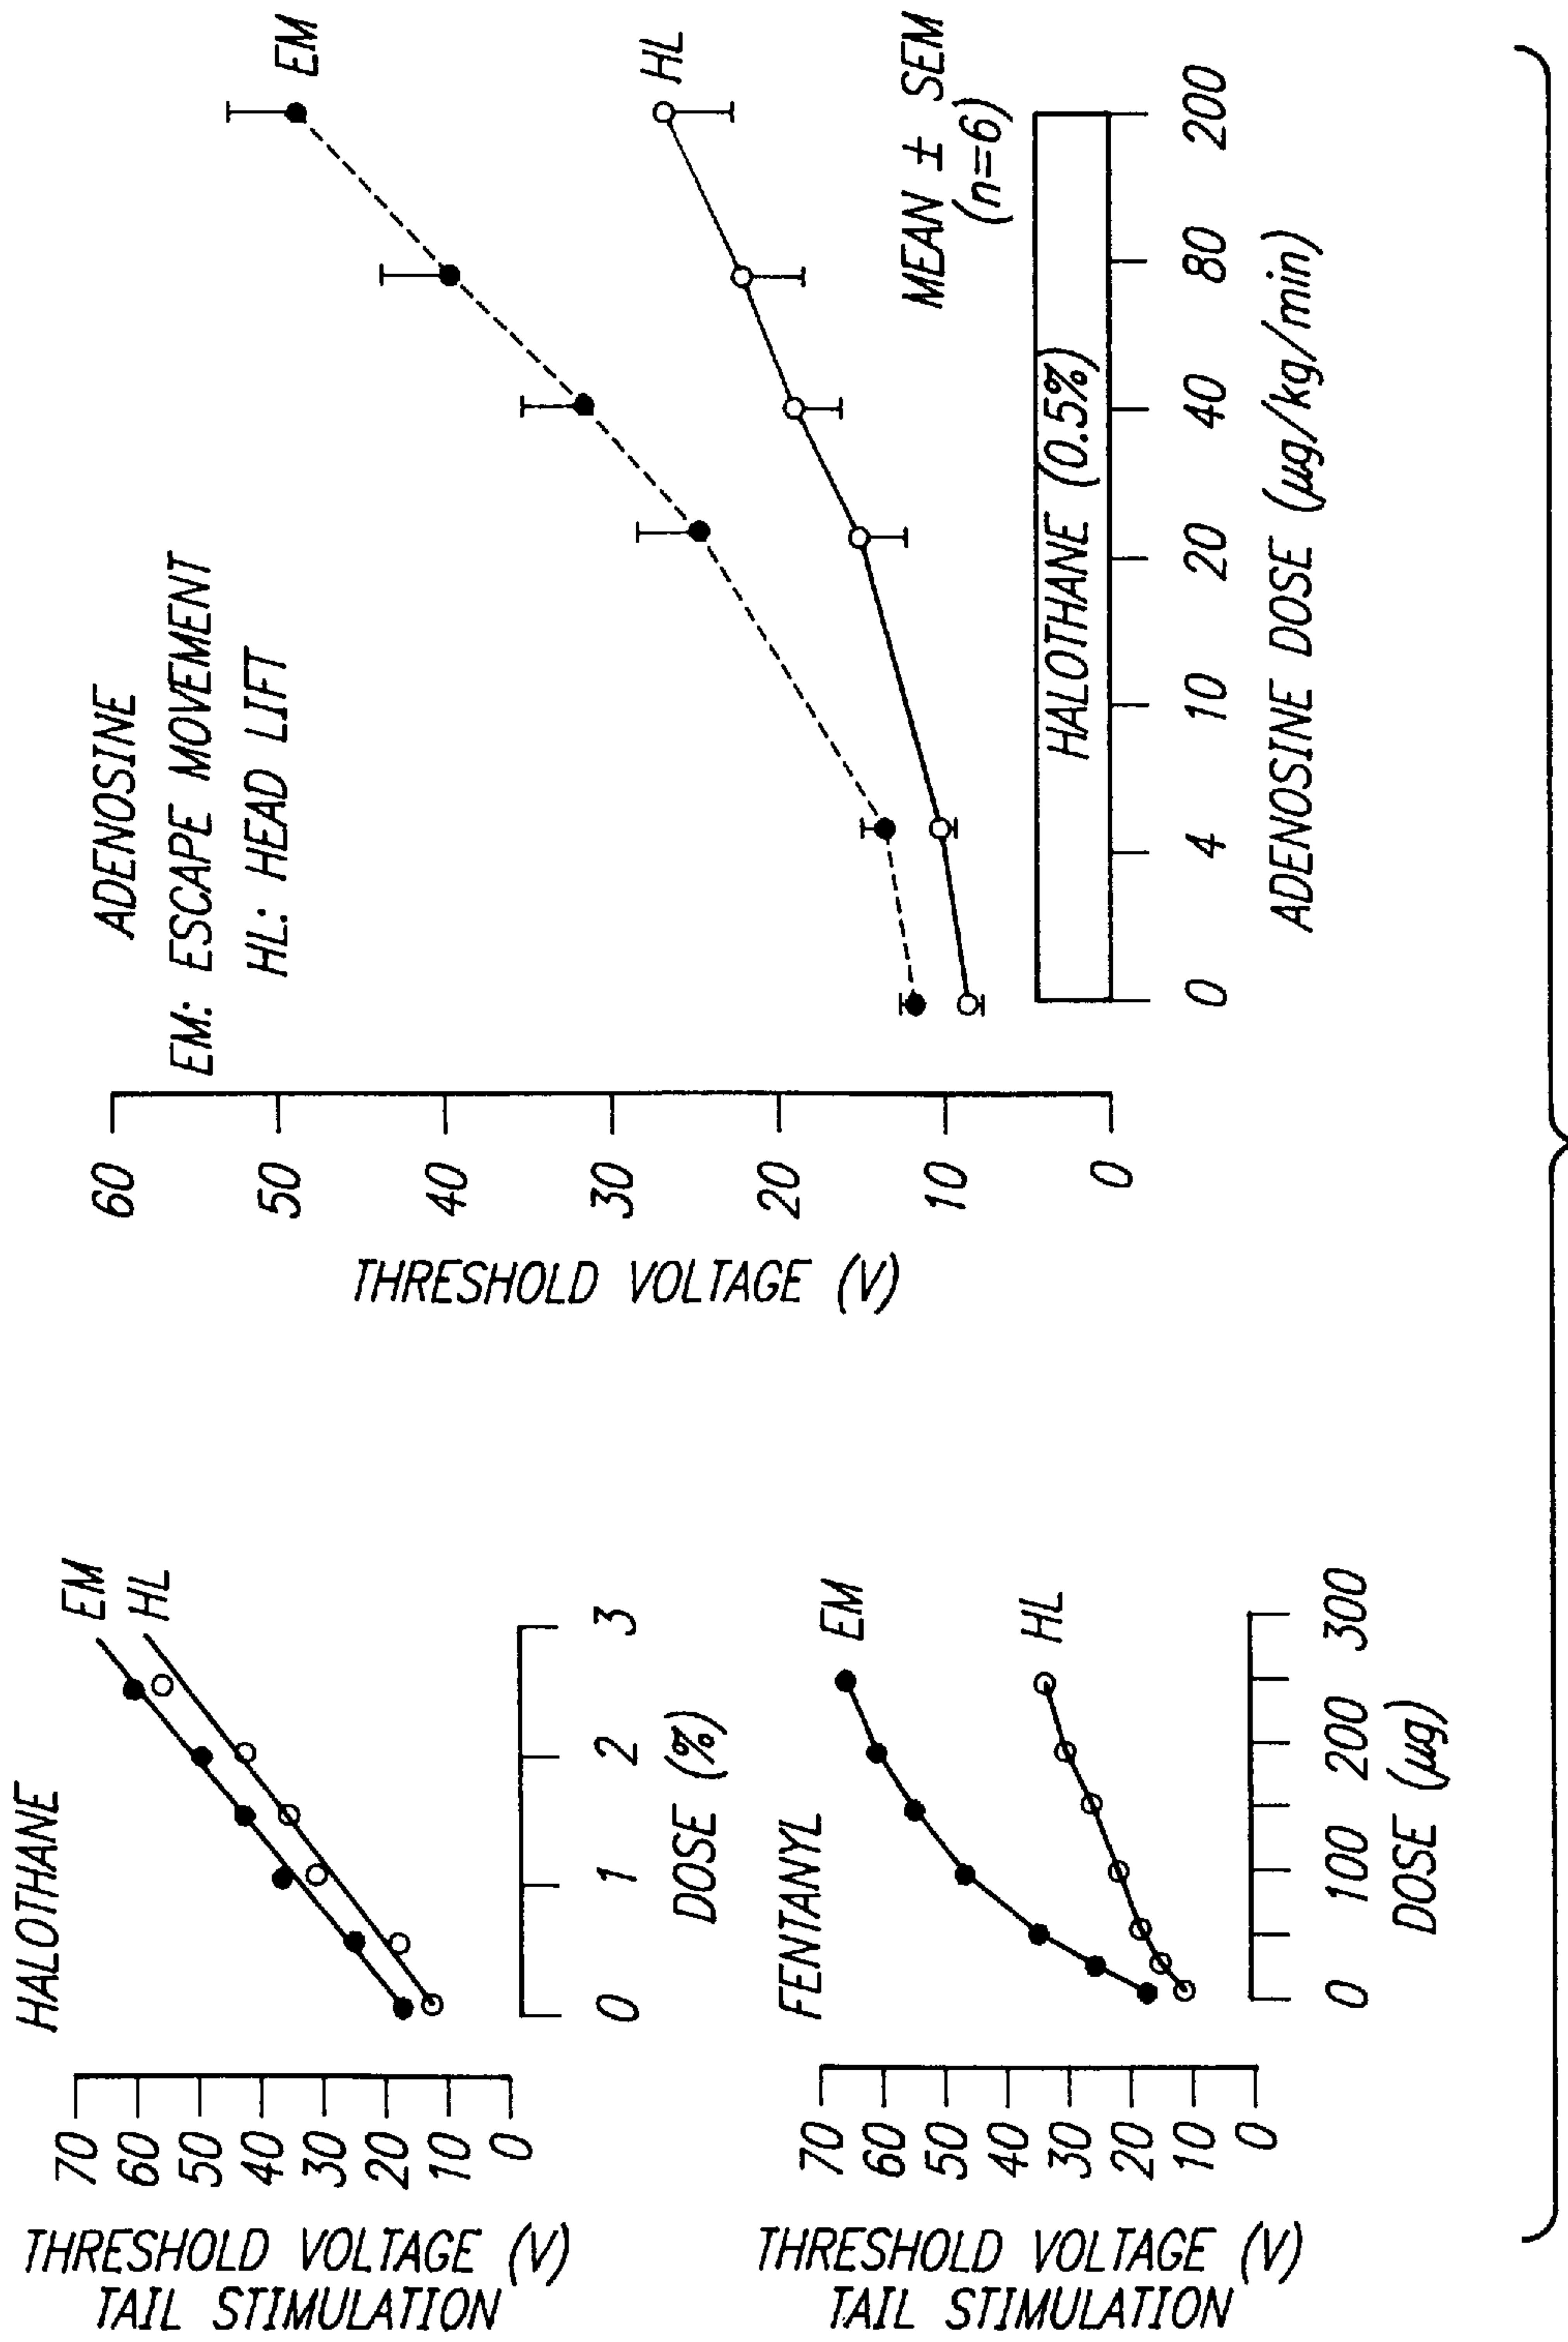 HALOTHANE
EM
HL
70
60
50
40
30
20
10
0
THRESHOLD VOLTAGE (V)
TAIL STIMULATION
0 1 2 3
DOSE (%)
FENTANYL
EM
HL
70
60
50
40
30
20
10
0
THRESHOLD VOLTAGE (V)
TAIL STIMULATION
0 100 200 300
DOSE (µg)
ADENOSINE
EM: ESCAPE MOVEMENT
HL: HEAD LIFT
EM
HL
60
50
40
30
20
10
0
THRESHOLD VOLTAGE (V)
MEAN ± SEM
(n=6)
HALOTHANE (0.5%)
0 4 10 20 40 80 200
ADENOSINE DOSE (µg/kg/min)